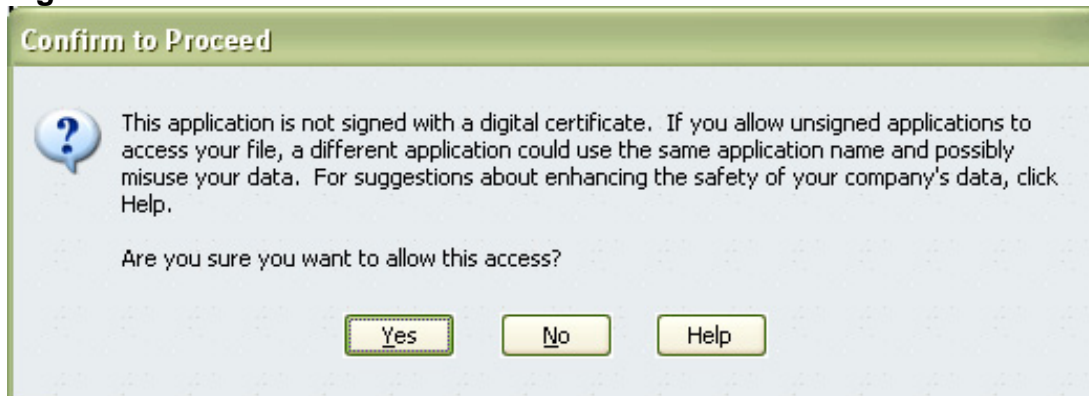 Confirm to Proceed
This application is not signed with a digital certificate. If you allow unsigned applications to
access your file, a different application could use the same application name and possibly
misuse your data. For suggestions about enhancing the safety of your company's data, click
Help.
Are you sure you want to allow this access?
Yes No Help